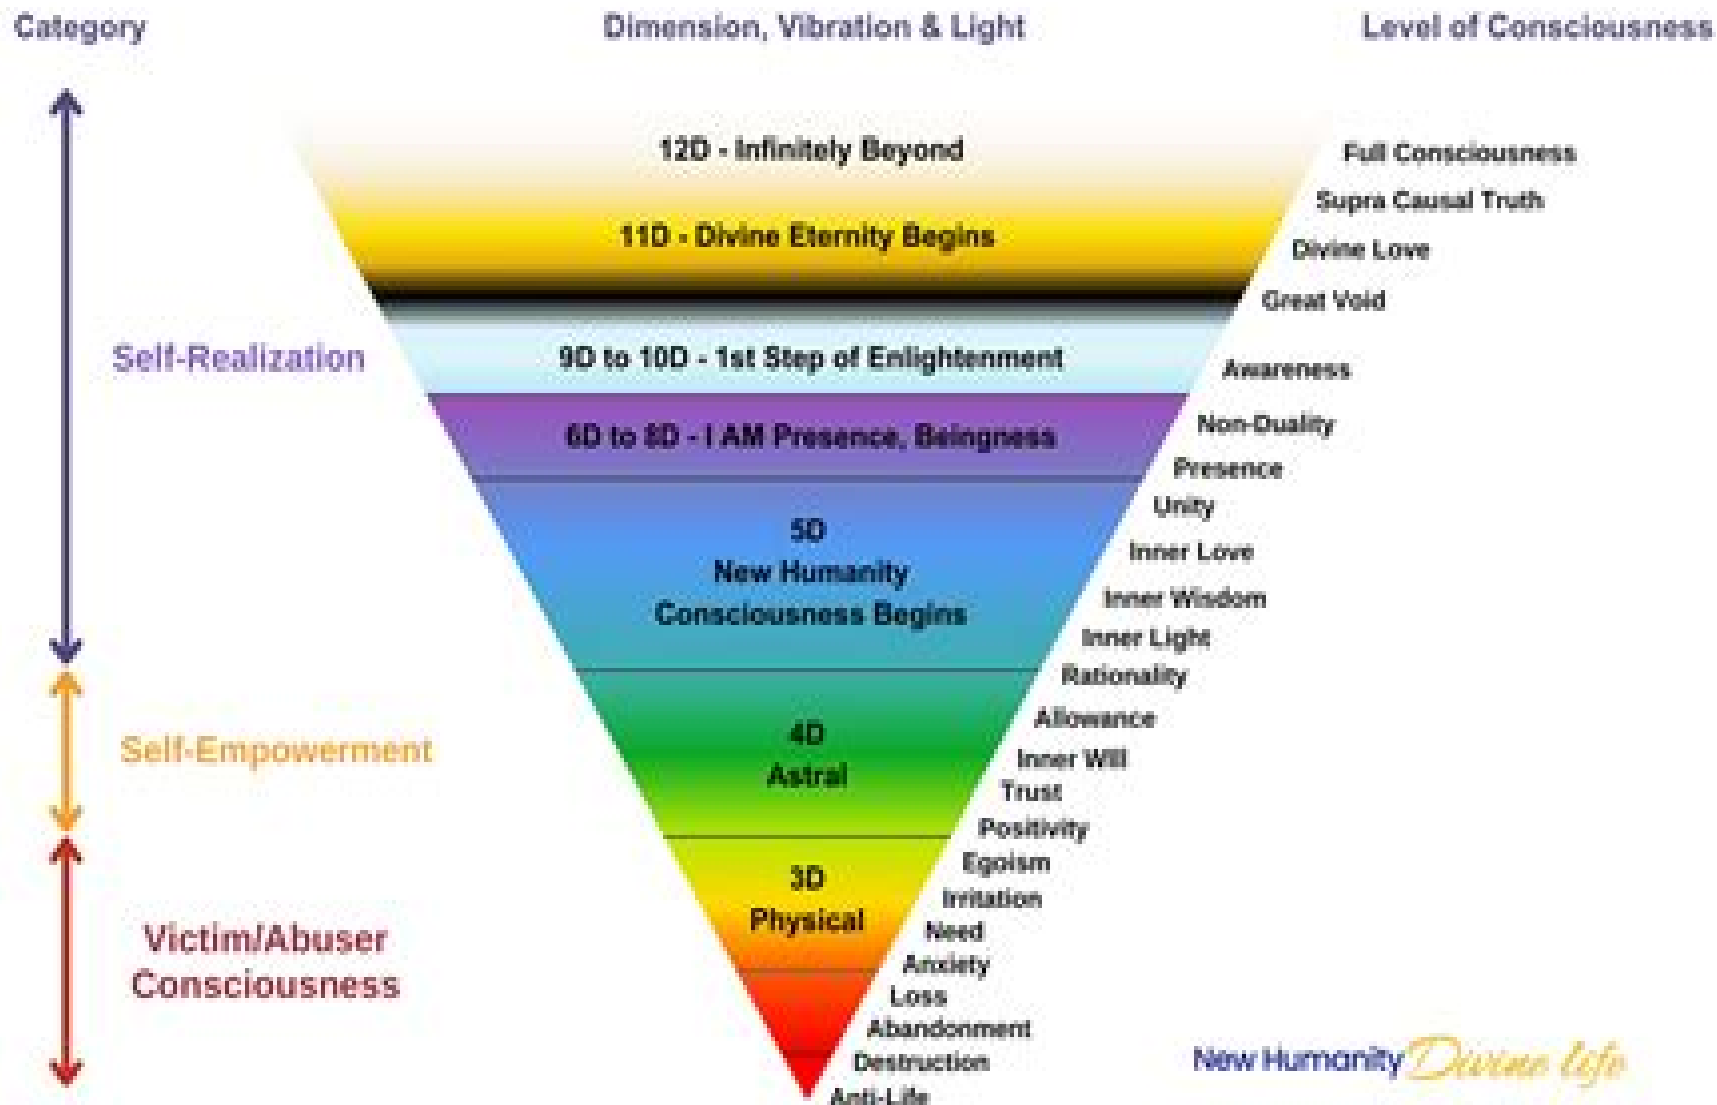 Category
Dimension, Vibration & Light
Level of Consciousness
12D - Infinitely Beyond
Full Consciousness
Supra Causal Truth
11D - Divine Eternity Begins
Divine Love
Great Void
Self-Realization
9D to 10D - 1st Step of Enlightenment
Awareness
Non-Duality
6D to 8D - I AM Presence, Beingness
Presence
Unity
5D
New Humanity
Consciousness Begins
Inner Love
Inner Wisdom
Inner Light
Rationality
Self-Empowerment
4D
Astral
Allowance
Inner Will
Trust
Positivity
Victim/Abuser
Consciousness
3D
Physical
Egoism
Irritation
Need
Anxiety
Loss
Abandonment
Destruction
Anti-Life
New Humanity Divine life